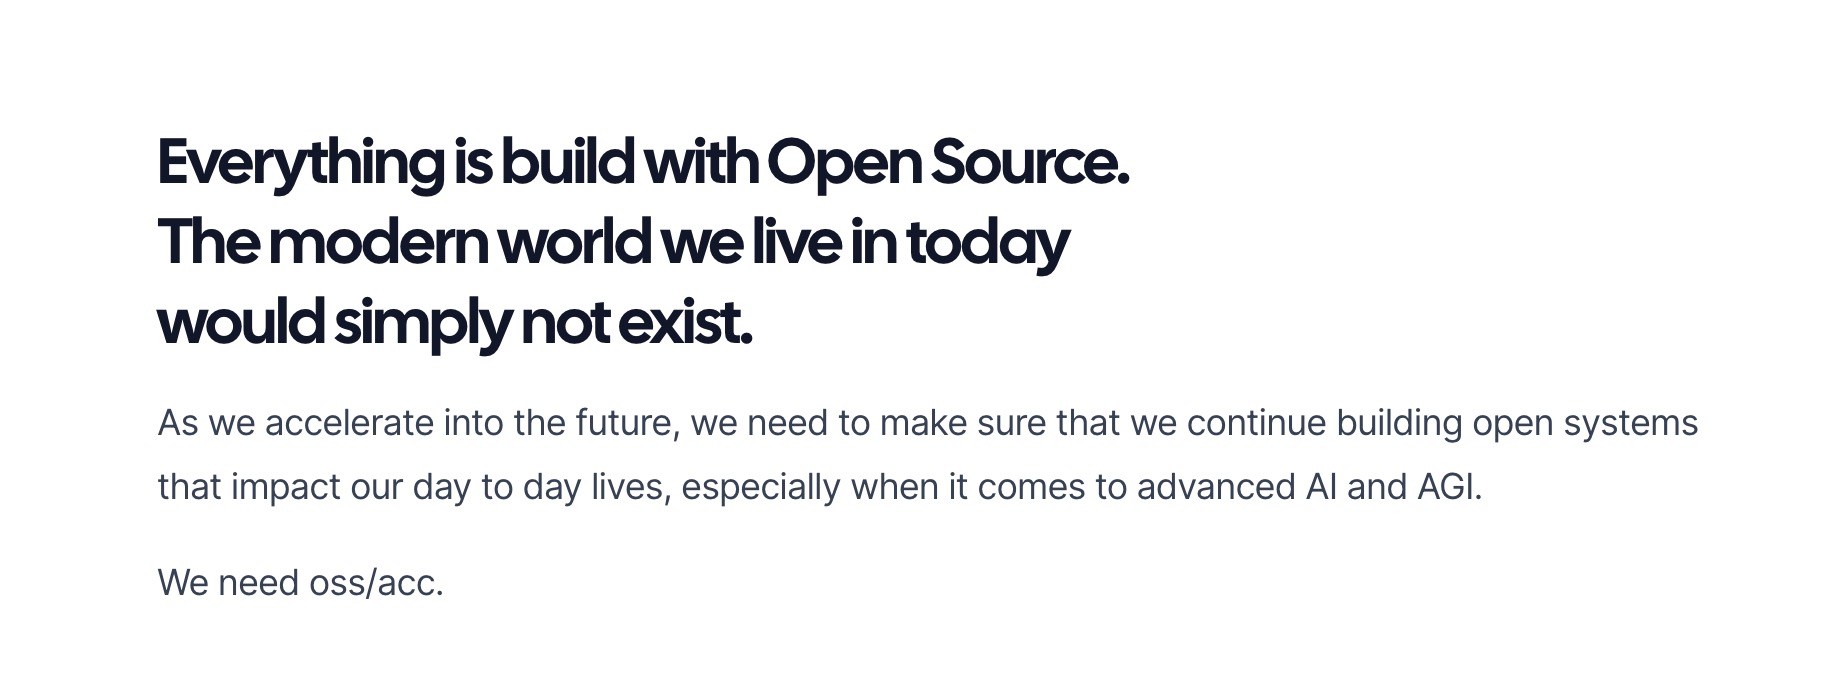 Everything is build with Open Source.
The modern world we live in today
would simply not exist.
As we accelerate into the future, we need to make sure that we continue building open systems
that impact our day to day lives, especially when it comes to advanced AI and AGI.
We need oss/acc.